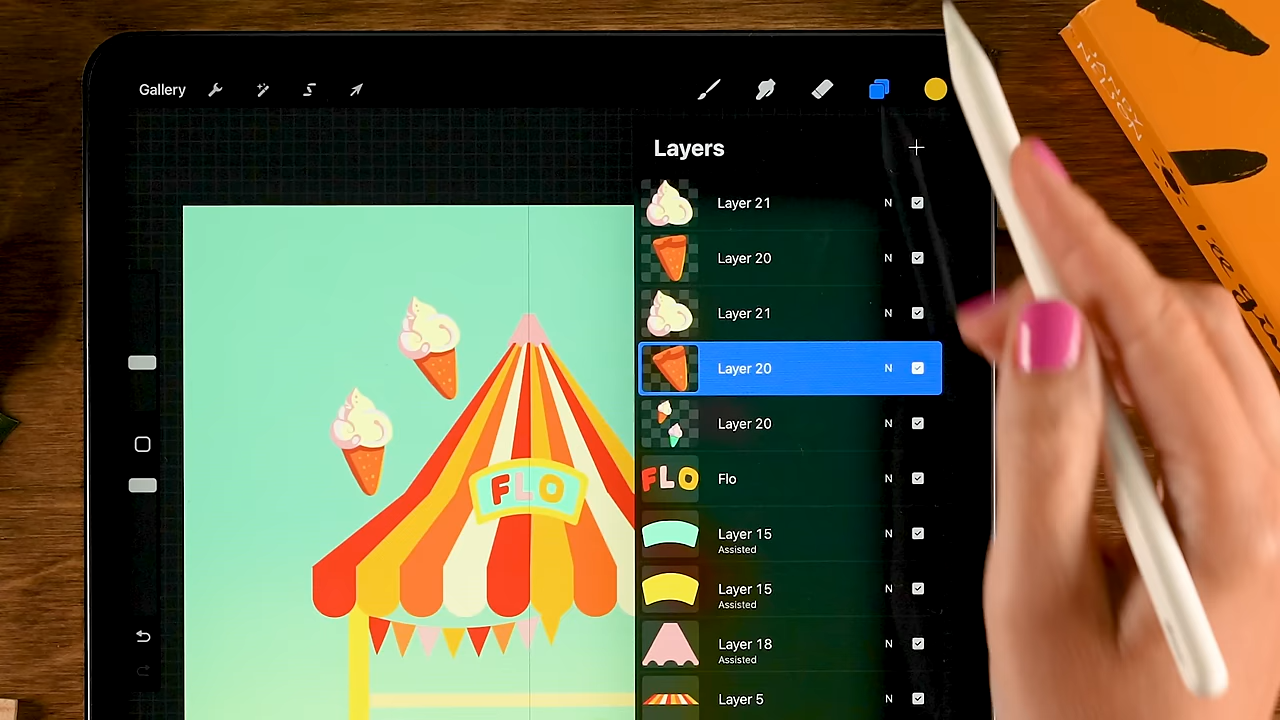 Gallery
Layers
Layer 21 N
Layer 20 N
Layer 21 N
Layer 20 N
Layer 20 N
FLO Flo N
Layer 15 N
Assisted
Layer 15 N
Assisted
Layer 18 N
Assisted
Layer 5 N
FLO